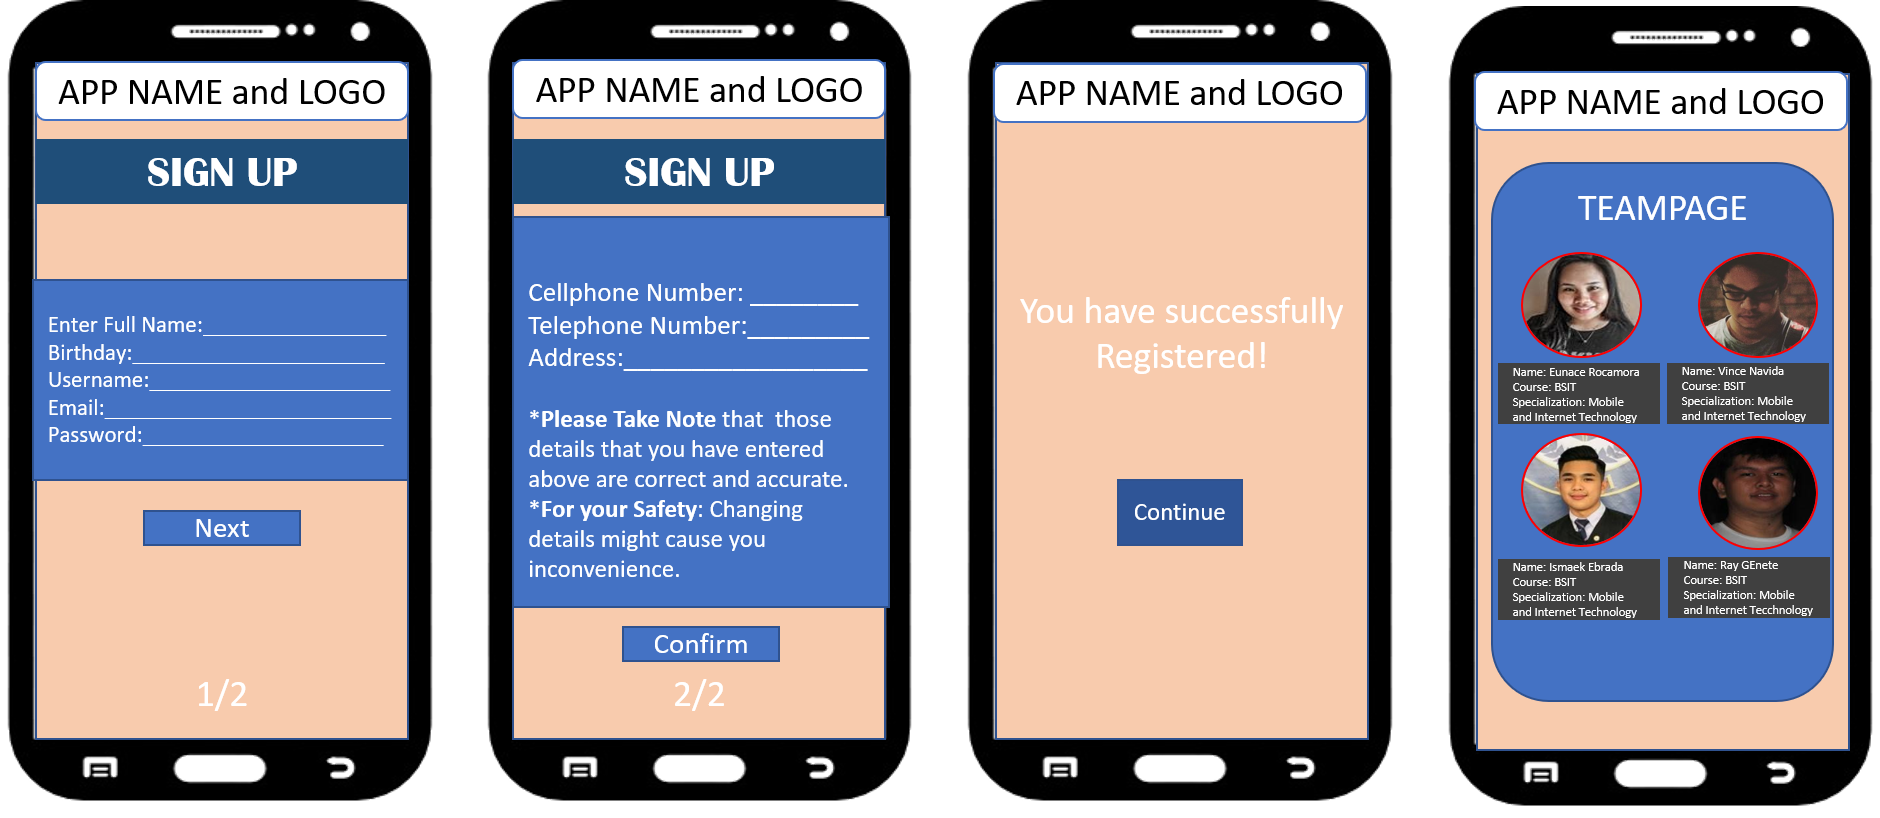 APP NAME and LOGO
SIGN UP
Enter Full Name:_________________
Birthday:_______________________
Username:______________________
Email:__________________________
Password:______________________
Next
1/2
APP NAME and LOGO
SIGN UP
Cellphone Number: ________
Telephone Number:_________
Address:__________________
*Please Take Note that  those
details that you have entered
above are correct and accurate.
*For your Safety: Changing
details might cause you
inconvenience.
Confirm
2/2
APP NAME and LOGO
You have successfully
Registered!
Continue
APP NAME and LOGO
TEAMPAGE
Name: Eunace Rocamora
Course: BSIT
Specialization: Mobile
and Internet Technology
Name: Vince Navida
Course: BSIT
Specialization: Mobile
and Internet Technology
Name: Ismaek Ebrada
Course: BSIT
Specialization: Mobile
and Internet Technology
Name: Ray GEnete
Course: BSIT
Specialization: Mobile
and Internet Tecchnology